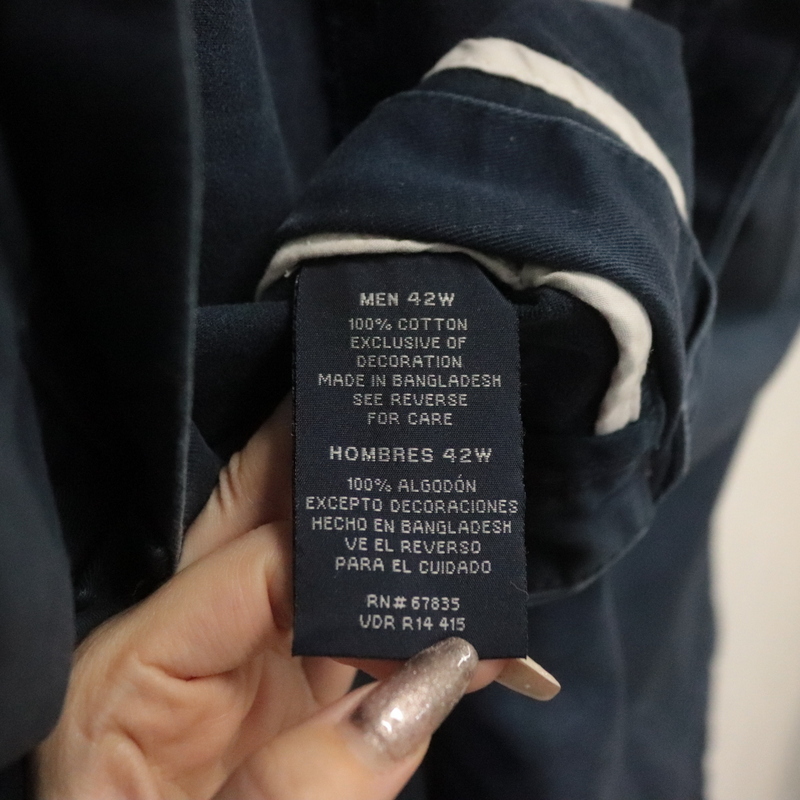 MEN 42W
100% COTTON
EXCLUSIVE OF
DECORATION
MADE IN BANGLADESH
SEE REVERSE
FOR CARE
HOMBRES 42W
100% ALGODÓN
EXCEPTO DECORACIONES
HECHO EN BANGLADESH
VE EL REVERSO
PARA EL CUIDADO
RN# 67835
VDR R14 415